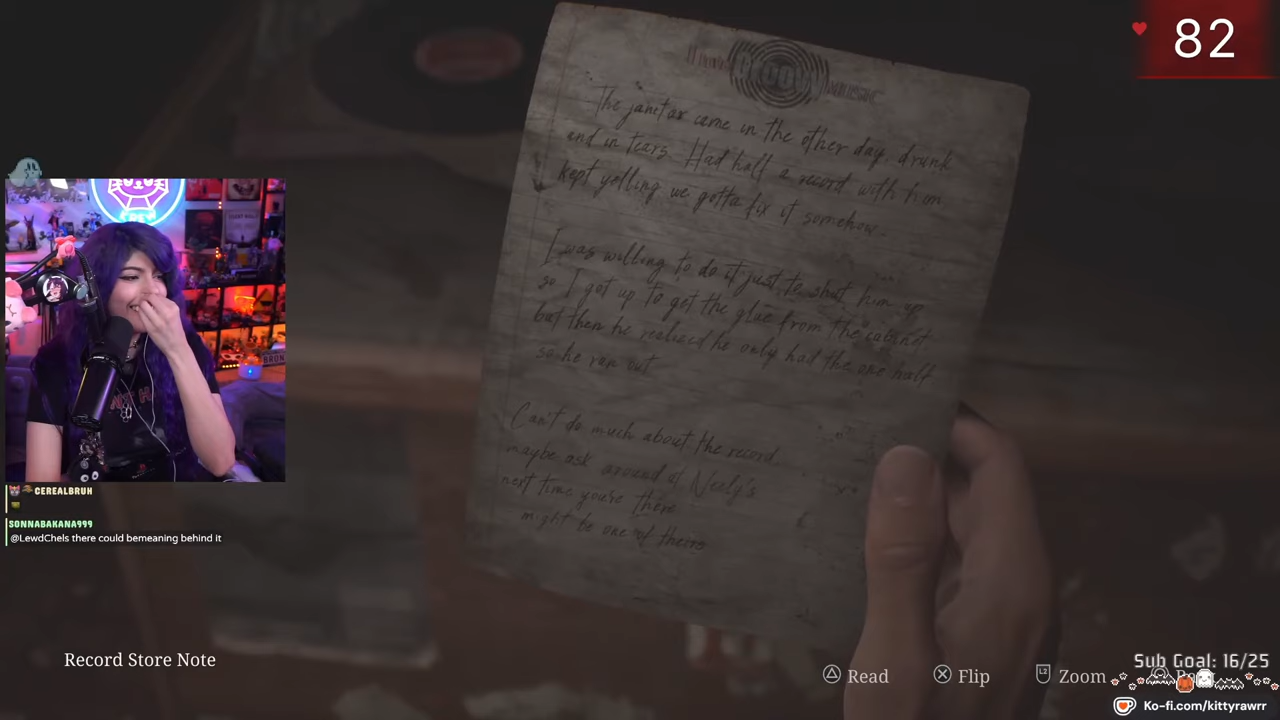 82
The janitor came in the other day, drunk
and in tears. Had half a record with him
kept yelling we gotta fix it somehow...
I was willing to do it just to shut him up
so I got up to get the glue from the cabinet
but then he realized he only had the one half
so he ran out
Can't do much about the record.
maybe ask around at Neely's
next time you're there
might be one of theirs
CEREALBRUH
SONNABAKANA999
@LewdChels there could bemeaning behind it
Record Store Note
Read
Flip
L2
Zoom
Sub Goal: 16/25
Ko-fi.com/kittyrawrr